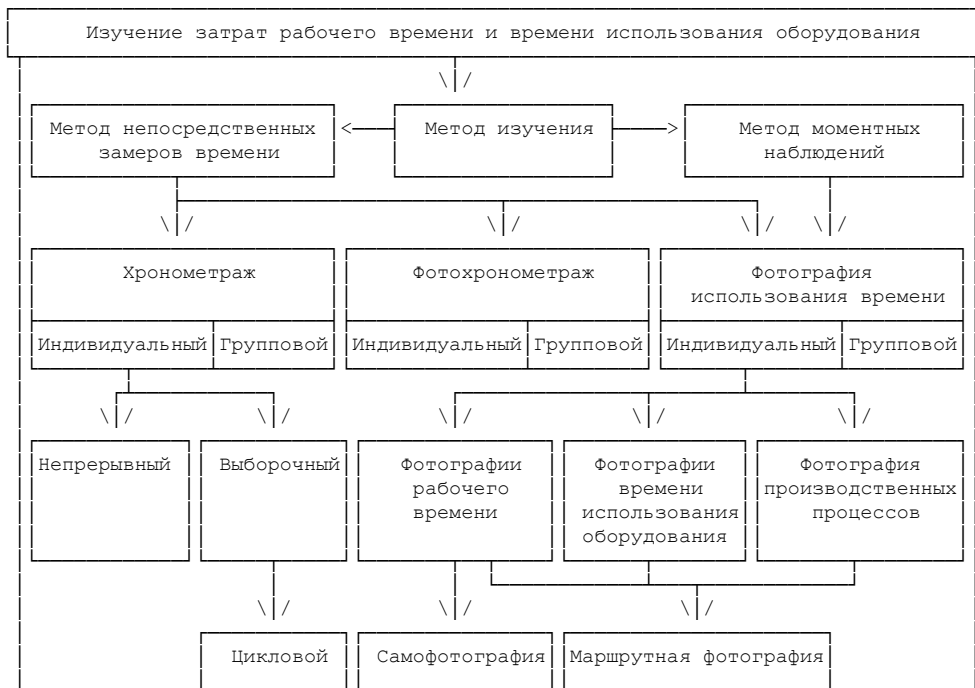 Изучение затрат рабочего времени и времени использования оборудования
Метод непосредственных замеров времени
Метод изучения
Метод моментных наблюдений
Хронометраж
Фотохронометраж
Фотография использования времени
Индивидуальный
Групповой
Индивидуальный
Групповой
Индивидуальный
Групповой
Непрерывный
Выборочный
Фотографии рабочего времени
Фотографии времени использования оборудования
Фотография производственных процессов
Цикловой
Самофотография
Маршрутная фотография